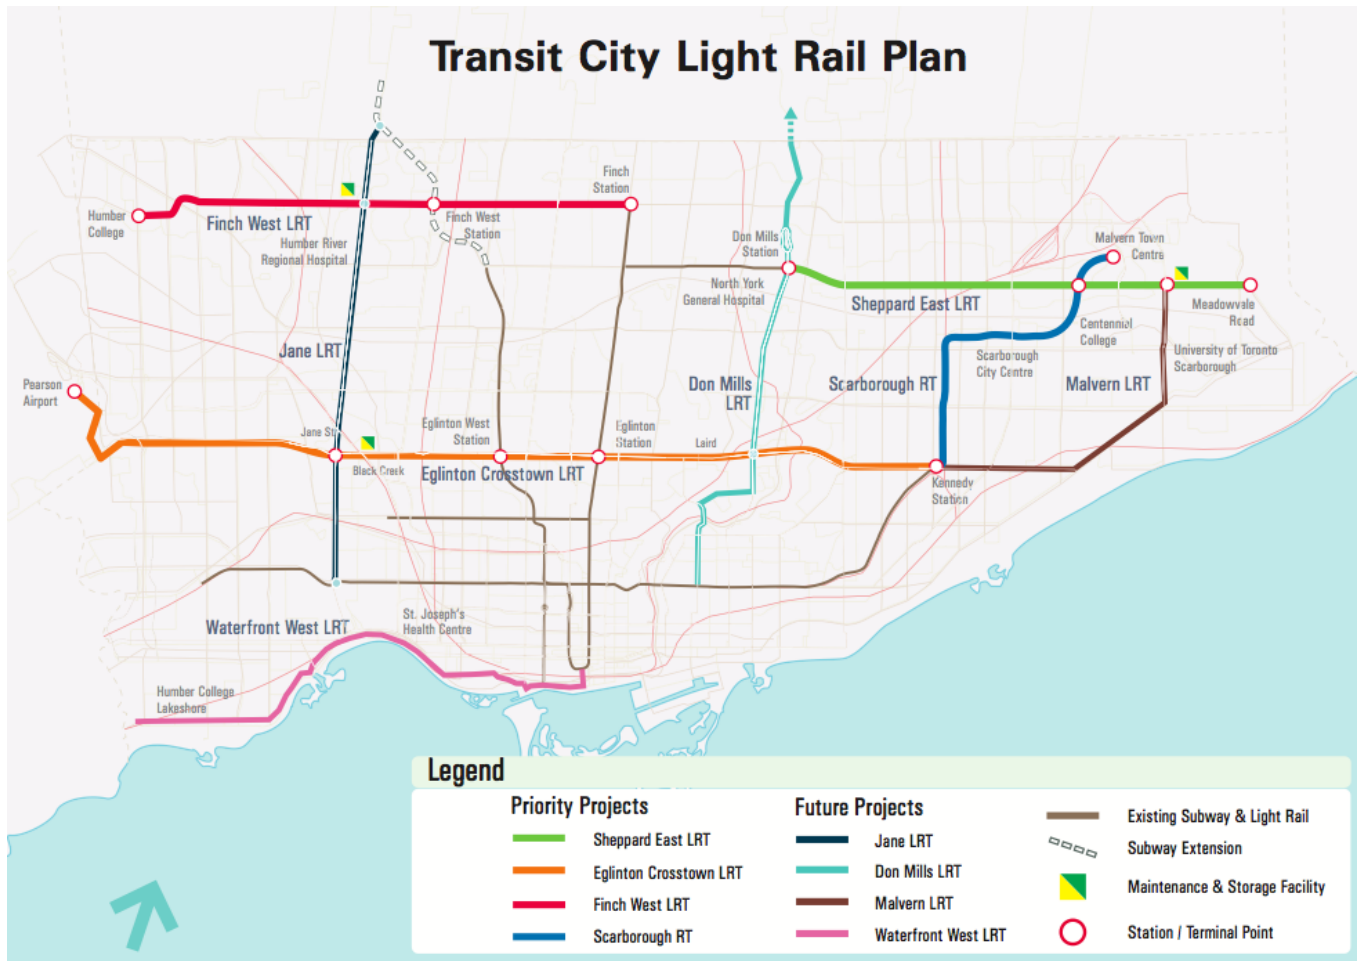 Transit City Light Rail Plan
Finch
Station
Humber
College
Finch West LRT
Finch West
Station
Humber River
Regional Hospital
Don Mills
Station
Malvern Town
Centre
North York
General Hospital
Sheppard East LRT
Meadowvale
Road
Centennial
College
Jane LRT
Scarborough
City Centre
University of Toronto
Scarborough
Pearson
Airport
Don Mills
LRT
Scarborough RT
Malvern LRT
Jane St
Eglinton West
Station
Eglinton
Station
Laird
Black Creek
Eglinton Crosstown LRT
Kennedy
Station
Waterfront West LRT
St. Joseph's
Health Centre
Humber College
Lakeshore
Legend
Priority Projects
Sheppard East LRT
Eglinton Crosstown LRT
Finch West LRT
Scarborough RT
Future Projects
Jane LRT
Don Mills LRT
Malvern LRT
Waterfront West LRT
Existing Subway & Light Rail
Subway Extension
Maintenance & Storage Facility
Station / Terminal Point